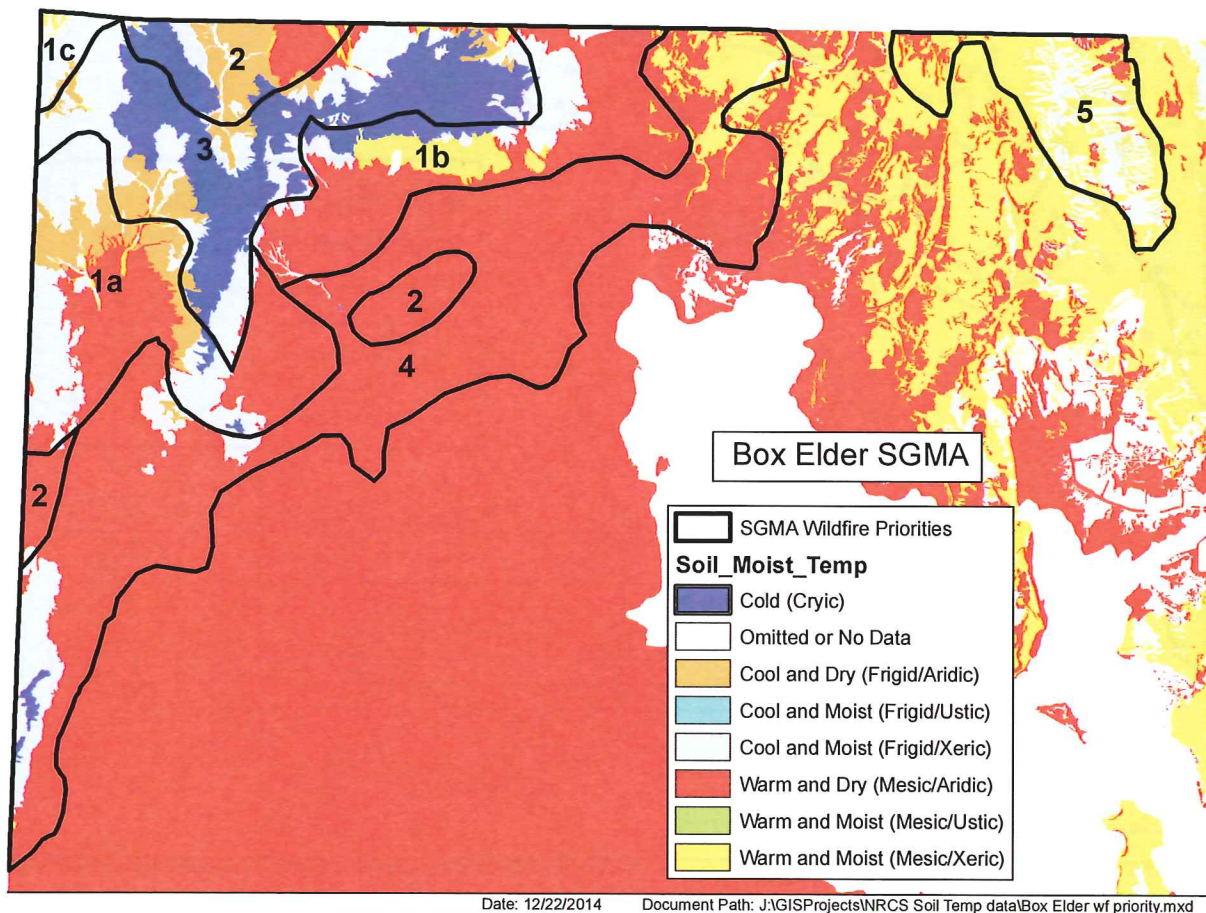 1c
2
3
5
1b
1a
2
4
2
Box Elder SGMA
SGMA Wildfire Priorities
Soil_Moist_Temp
Cold (Cryic)
Omitted or No Data
Cool and Dry (Frigid/Aridic)
Cool and Moist (Frigid/Ustic)
Cool and Moist (Frigid/Xeric)
Warm and Dry (Mesic/Aridic)
Warm and Moist (Mesic/Ustic)
Warm and Moist (Mesic/Xeric)
Date: 12/22/2014 Document Path: J:\GISProjects\NRCS Soil Temp data\Box Elder wf priority.mxd